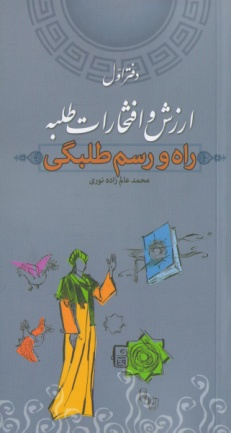 دفتر اول
ارزش و افتخارات طلبه
راه و رسم طلبگی
محمد عالم زاده نوری